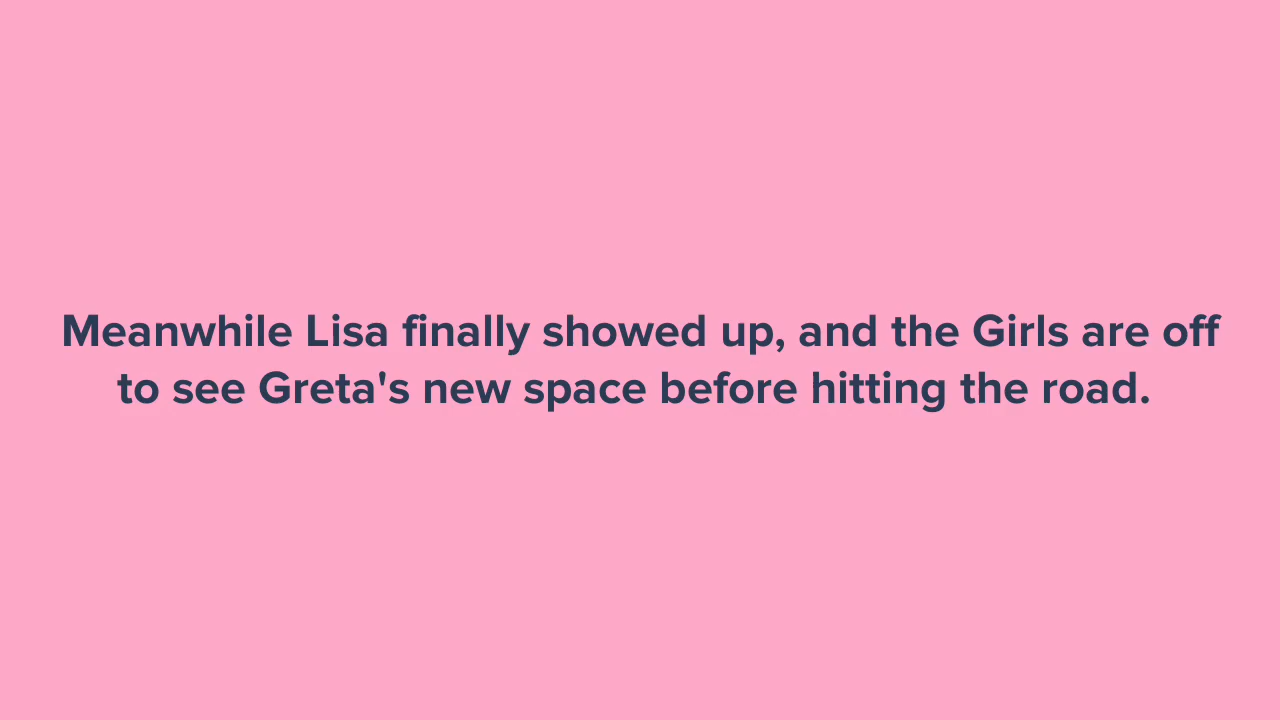 Meanwhile Lisa finally showed up, and the Girls are off
to see Greta's new space before hitting the road.